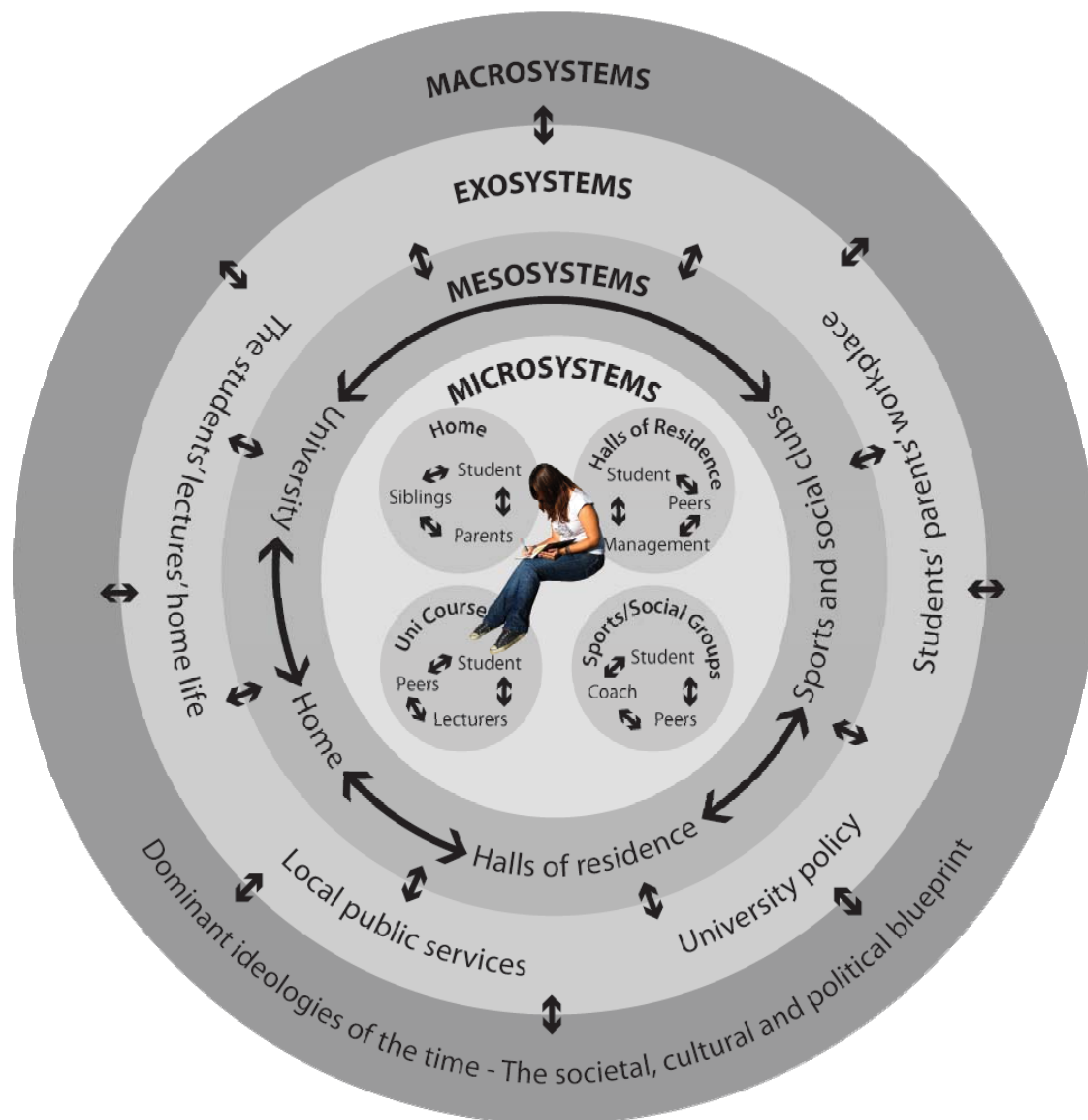 MACROSYSTEMS
EXOSYSTEMS
MESOSYSTEMS
MICROSYSTEMS
Home
Student
Siblings
Parents
Halls of Residence
Student
Peers
Management
Uni Course
Student
Peers
Lecturers
Sports/Social Groups
Student
Coach
Peers
University
Sports and social clubs
Home
Halls of residence
The students' lectures' home life
Students' parents' workplace
Local public services
University policy
Dominant ideologies of the time - The societal, cultural and political blueprint